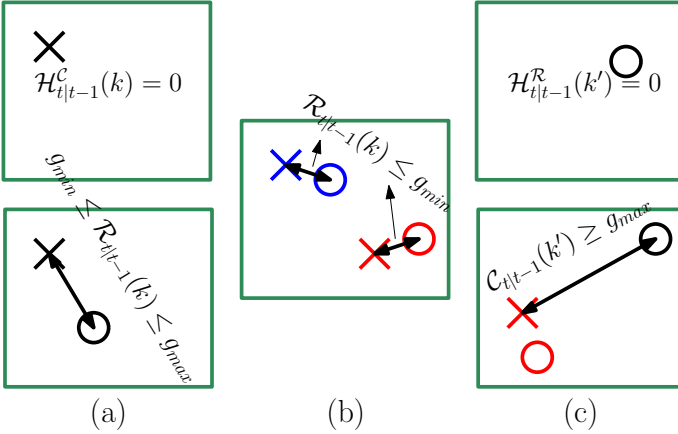 $\mathcal{H}^{\mathcal{C}}_{t|t-1}(k) = 0$
$g_{min} \leq \mathcal{R}_{t|t-1}(k) \leq g_{max}$
(a)
$\mathcal{R}_{t|t-1}(k) \leq g_{min}$
(b)
$\mathcal{H}^{\mathcal{R}}_{t|t-1}(k') = 0$
$\mathcal{C}_{t|t-1}(k') \geq g_{max}$
(c)